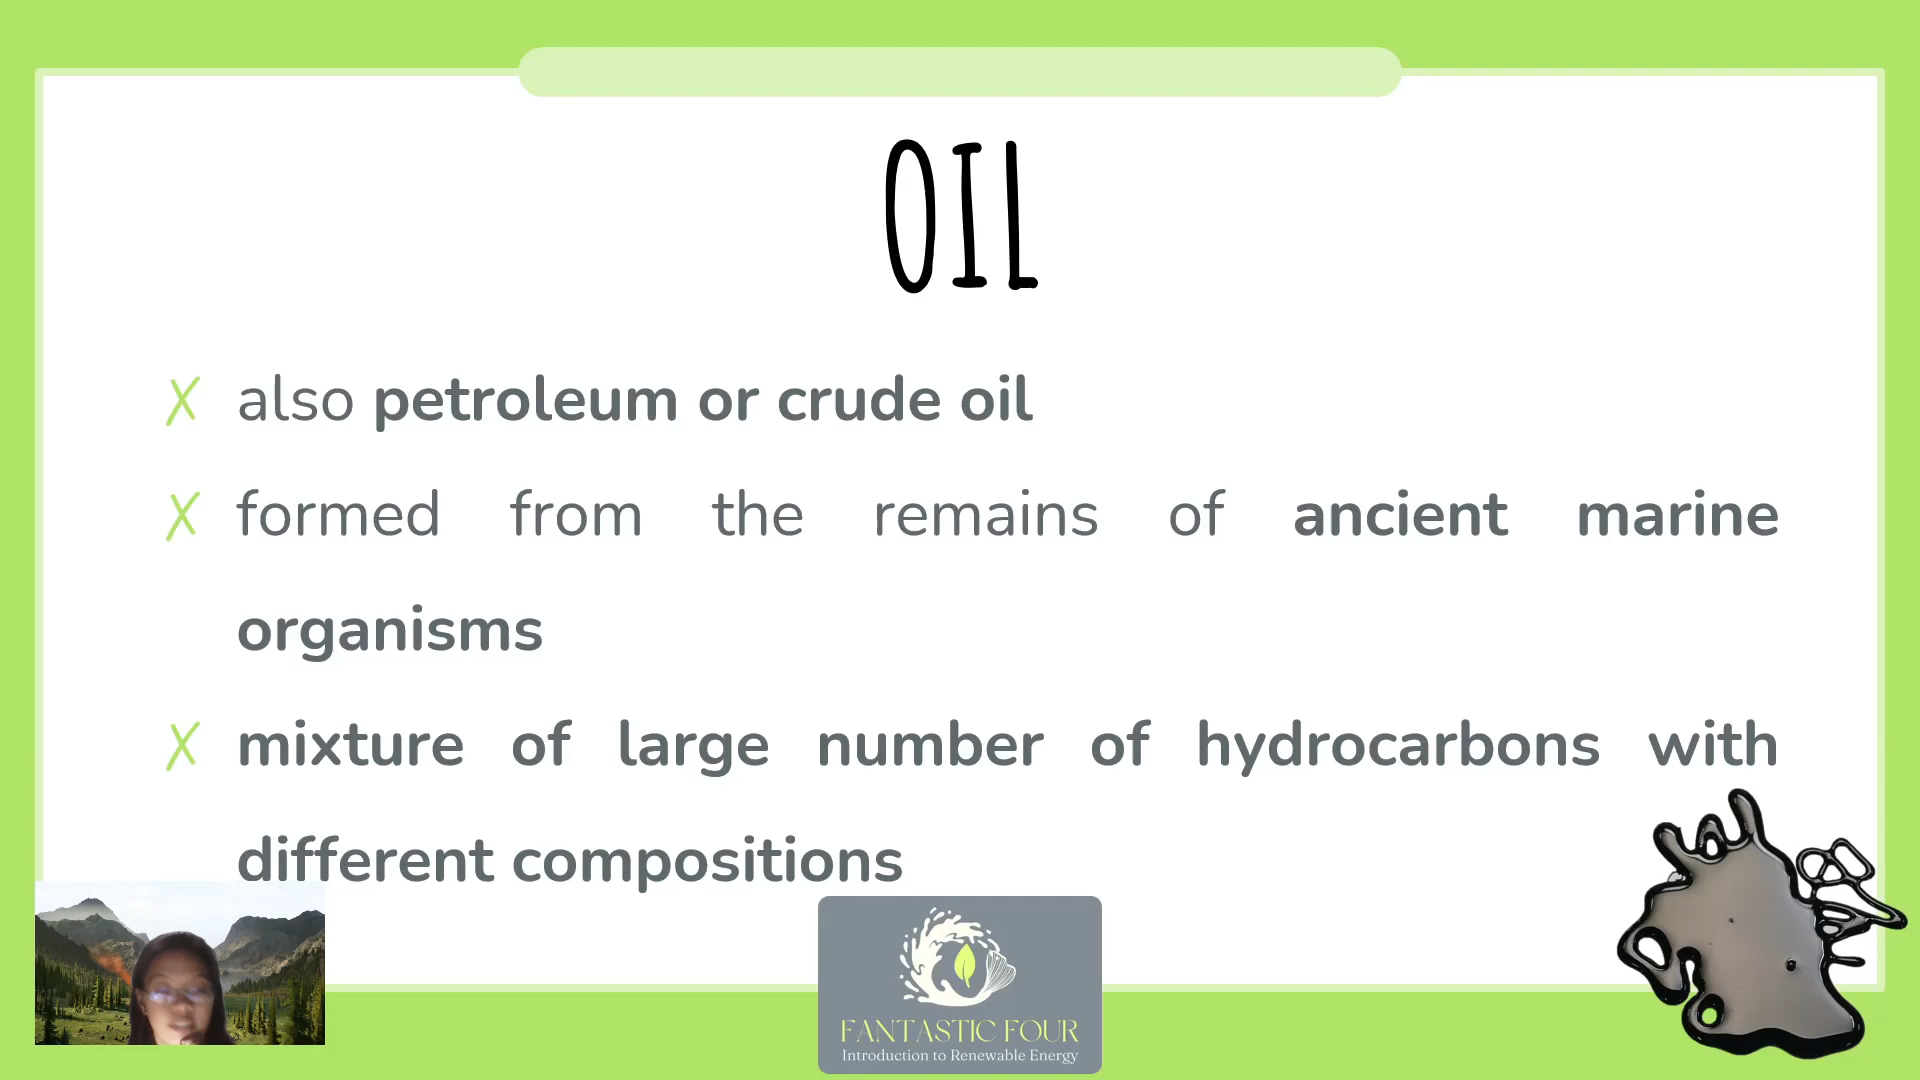 OIL
also petroleum or crude oil
formed from the remains of ancient marine
organisms
mixture of large number of hydrocarbons with
different compositions
FANTASTIC FOUR
Introduction to Renewable Energy